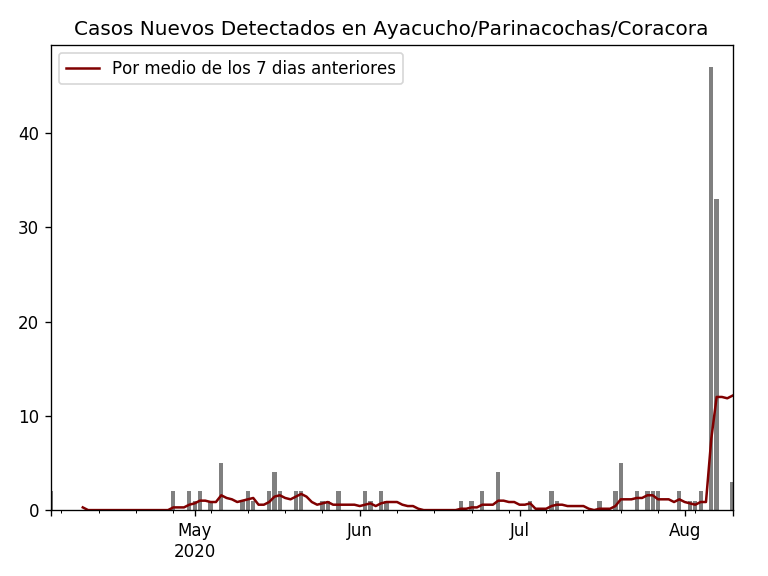 Casos Nuevos Detectados en Ayacucho/Parinacochas/Coracora
Por medio de los 7 dias anteriores
40
30
20
10
0
May
2020
Jun
Jul
Aug